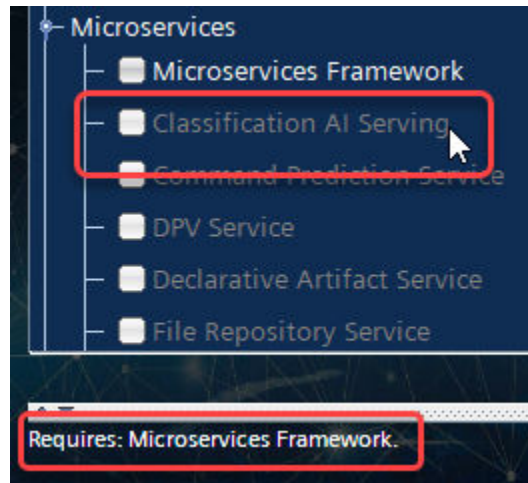 Microservices
Microservices Framework
Classification AI Serving
Command Prediction Service
DPV Service
Declarative Artifact Service
File Repository Service
Requires: Microservices Framework.